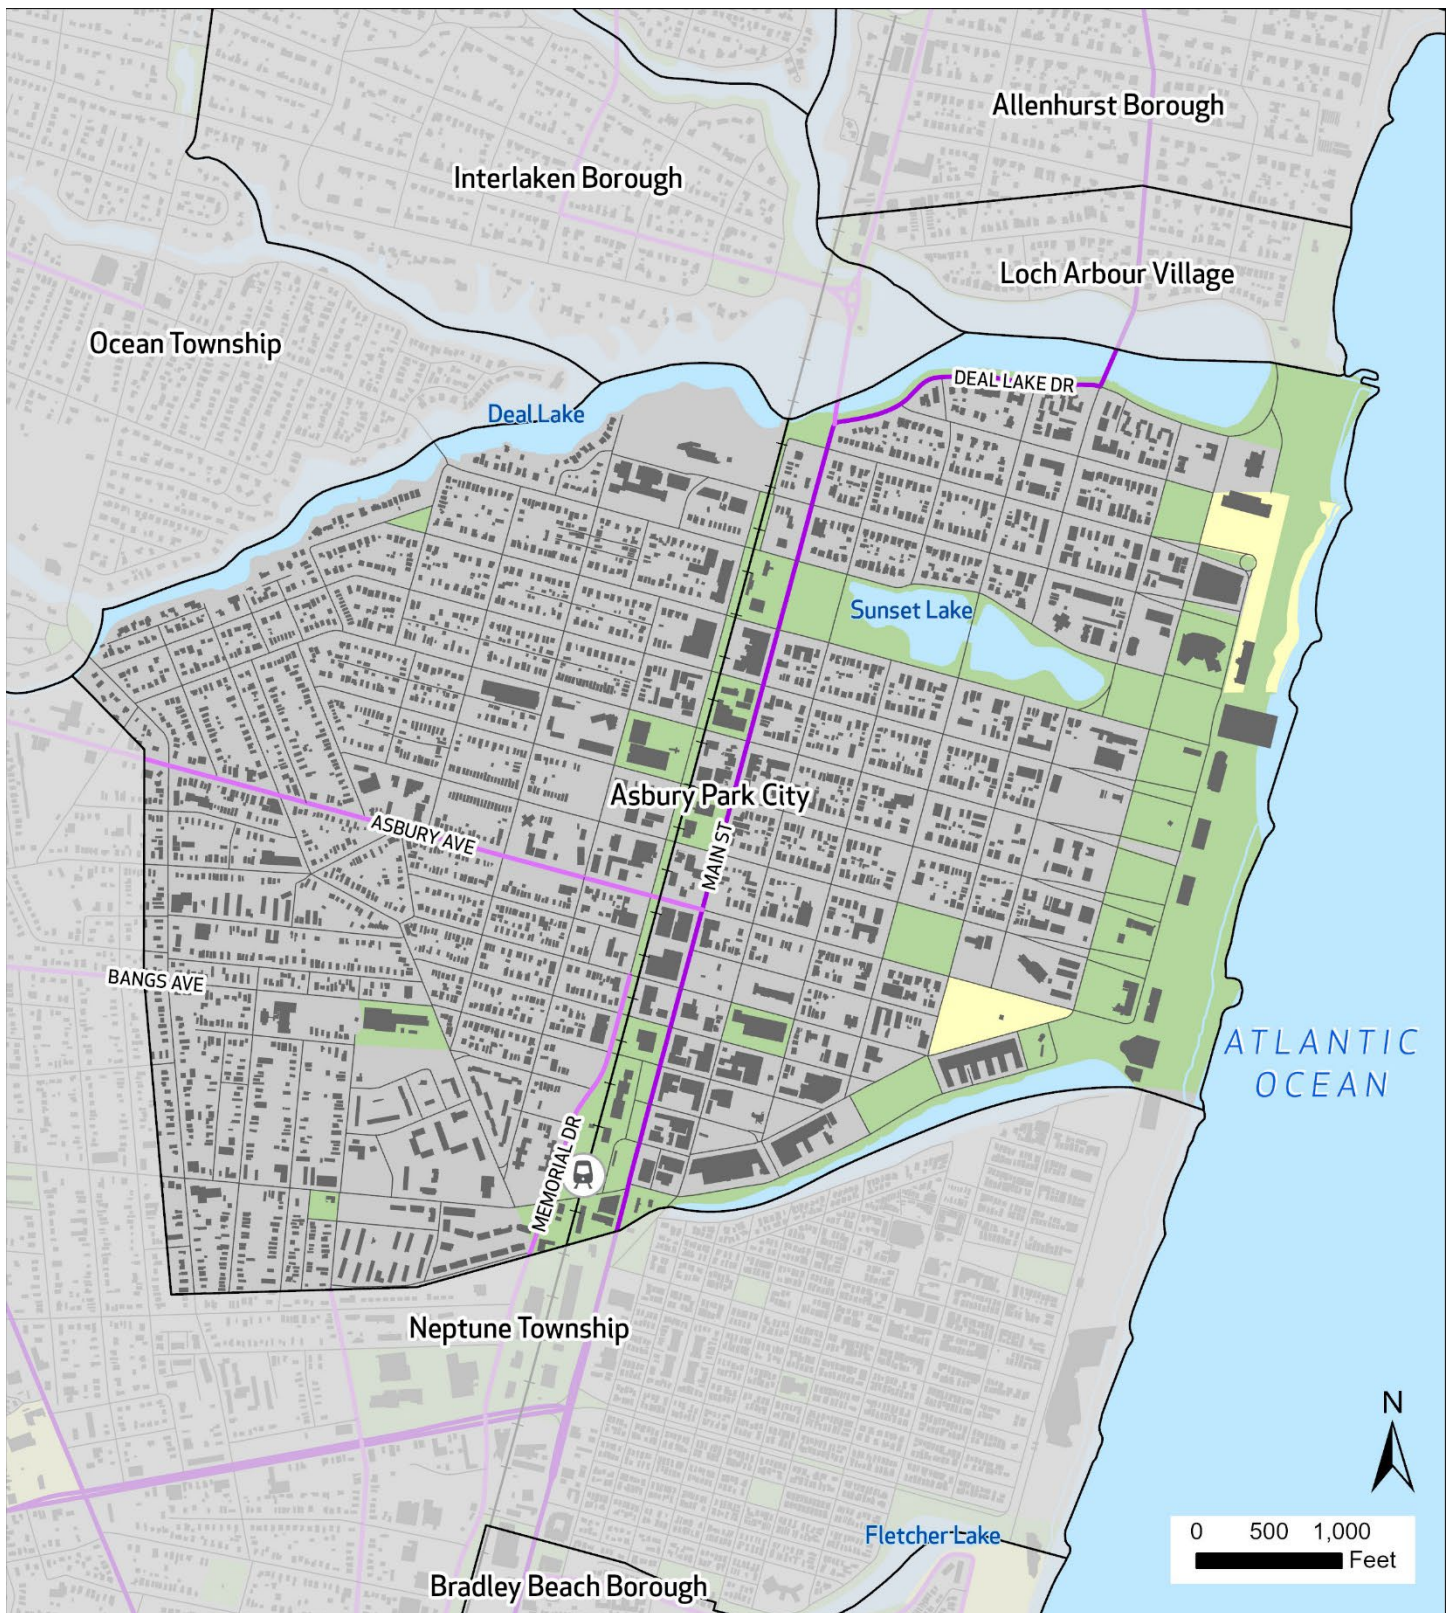 Allenhurst Borough
Interlaken Borough
Loch Arbour Village
Ocean Township
DEAL LAKE DR
Deal Lake
Sunset Lake
Asbury Park City
ASBURY AVE
MAIN ST
BANGS AVE
ATLANTIC
OCEAN
MEMORIAL DR
Neptune Township
N
0 500 1,000
Feet
Fletcher Lake
Bradley Beach Borough